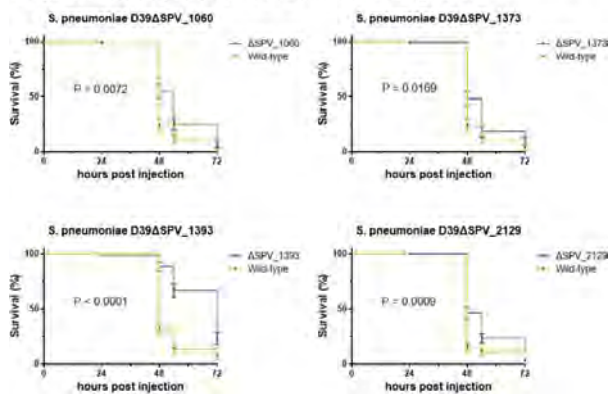 S. pneumoniae D39ΔSPV_1060
100
50
0
Survival (%)
P = 0.0072
ΔSPV_1060
Wild-type
0 24 48 72
hours post injection
S. pneumoniae D39ΔSPV_1373
100
50
0
Survival (%)
P = 0.0169
ΔSPV_1373
Wild-type
0 24 48 72
hours post injection
S. pneumoniae D39ΔSPV_1393
100
50
0
Survival (%)
P < 0.0001
ΔSPV_1393
Wild-type
0 24 48 72
hours post injection
S. pneumoniae D39ΔSPV_2129
100
50
0
Survival (%)
P = 0.0009
ΔSPV_2129
Wild-type
0 24 48 72
hours post injection